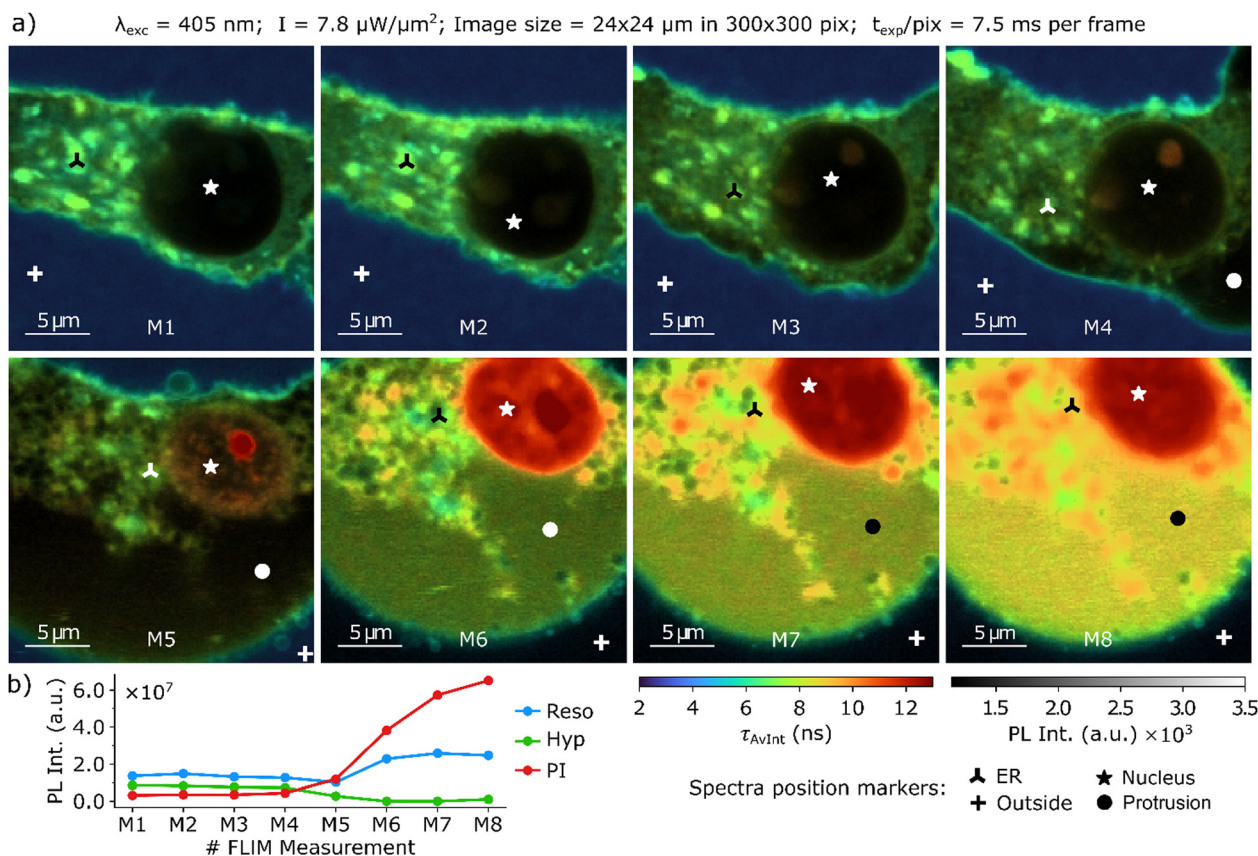 a) λexc = 405 nm; I = 7.8 µW/µm²; Image size = 24x24 µm in 300x300 pix; texp/pix = 7.5 ms per frame
5 µm M1
5 µm M2
5 µm M3
5 µm M4
5 µm M5
5 µm M6
5 µm M7
5 µm M8
b)
PL Int. (a.u.)
×10⁷
6.0
4.0
2.0
0.0
M1 M2 M3 M4 M5 M6 M7 M8
# FLIM Measurement
Reso
Hyp
PI
2 4 6 8 10 12
τAvInt (ns)
1.5 2.0 2.5 3.0 3.5
PL Int. (a.u.) ×10³
Spectra position markers:
ER
Nucleus
Outside
Protrusion